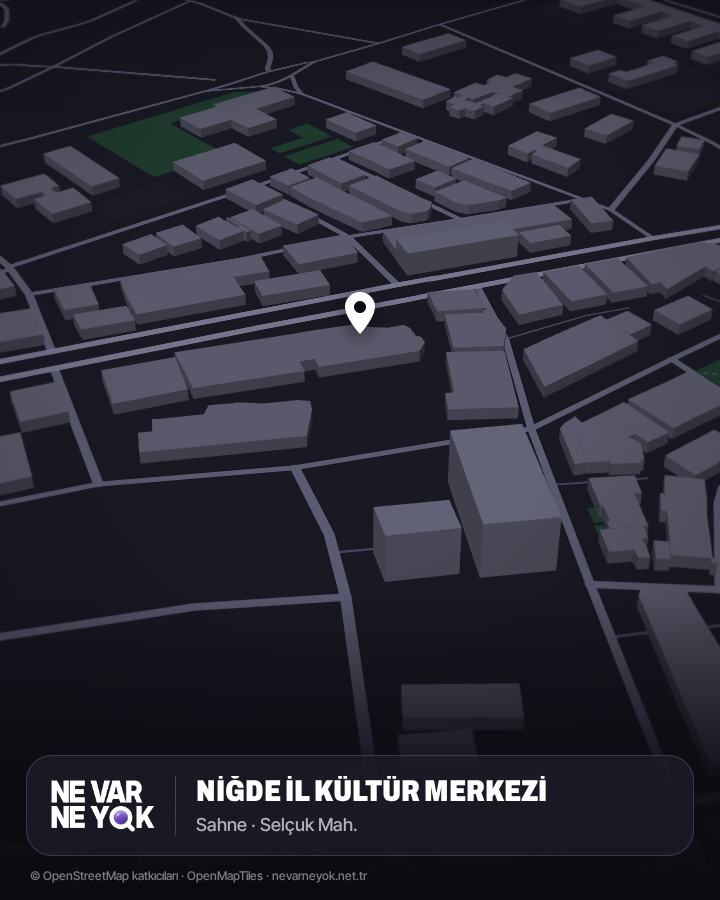 NE VAR
NE YOK
NİĞDE İL KÜLTÜR MERKEZİ
Sahne · Selçuk Mah.
© OpenStreetMap katkıcıları · OpenMapTiles · nevarneyok.net.tr